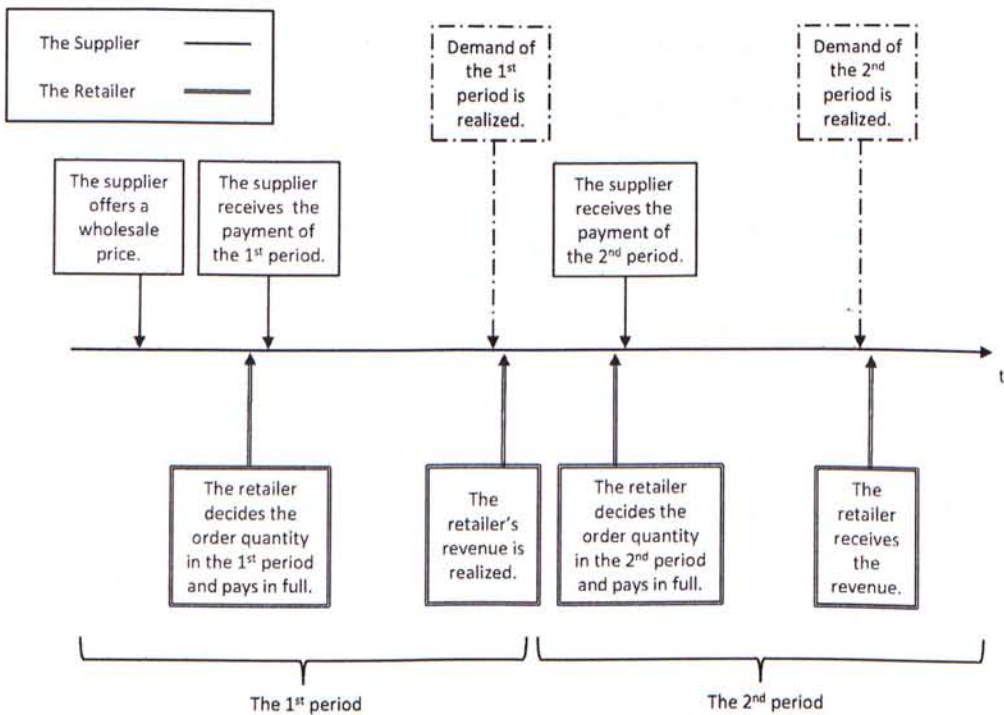 The Supplier
The Retailer
Demand of
the 1st
period is
realized.
Demand of
the 2nd
period is
realized.
The supplier
offers a
wholesale
price.
The supplier
receives the
payment of
the 1st period.
The supplier
receives the
payment of
the 2nd period.
t
The retailer
decides the
order quantity
in the 1st period
and pays in full.
The
retailer's
revenue is
realized.
The retailer
decides the
order quantity
in the 2nd period
and pays in full.
The
retailer
receives
the
revenue.
The 1st period
The 2nd period